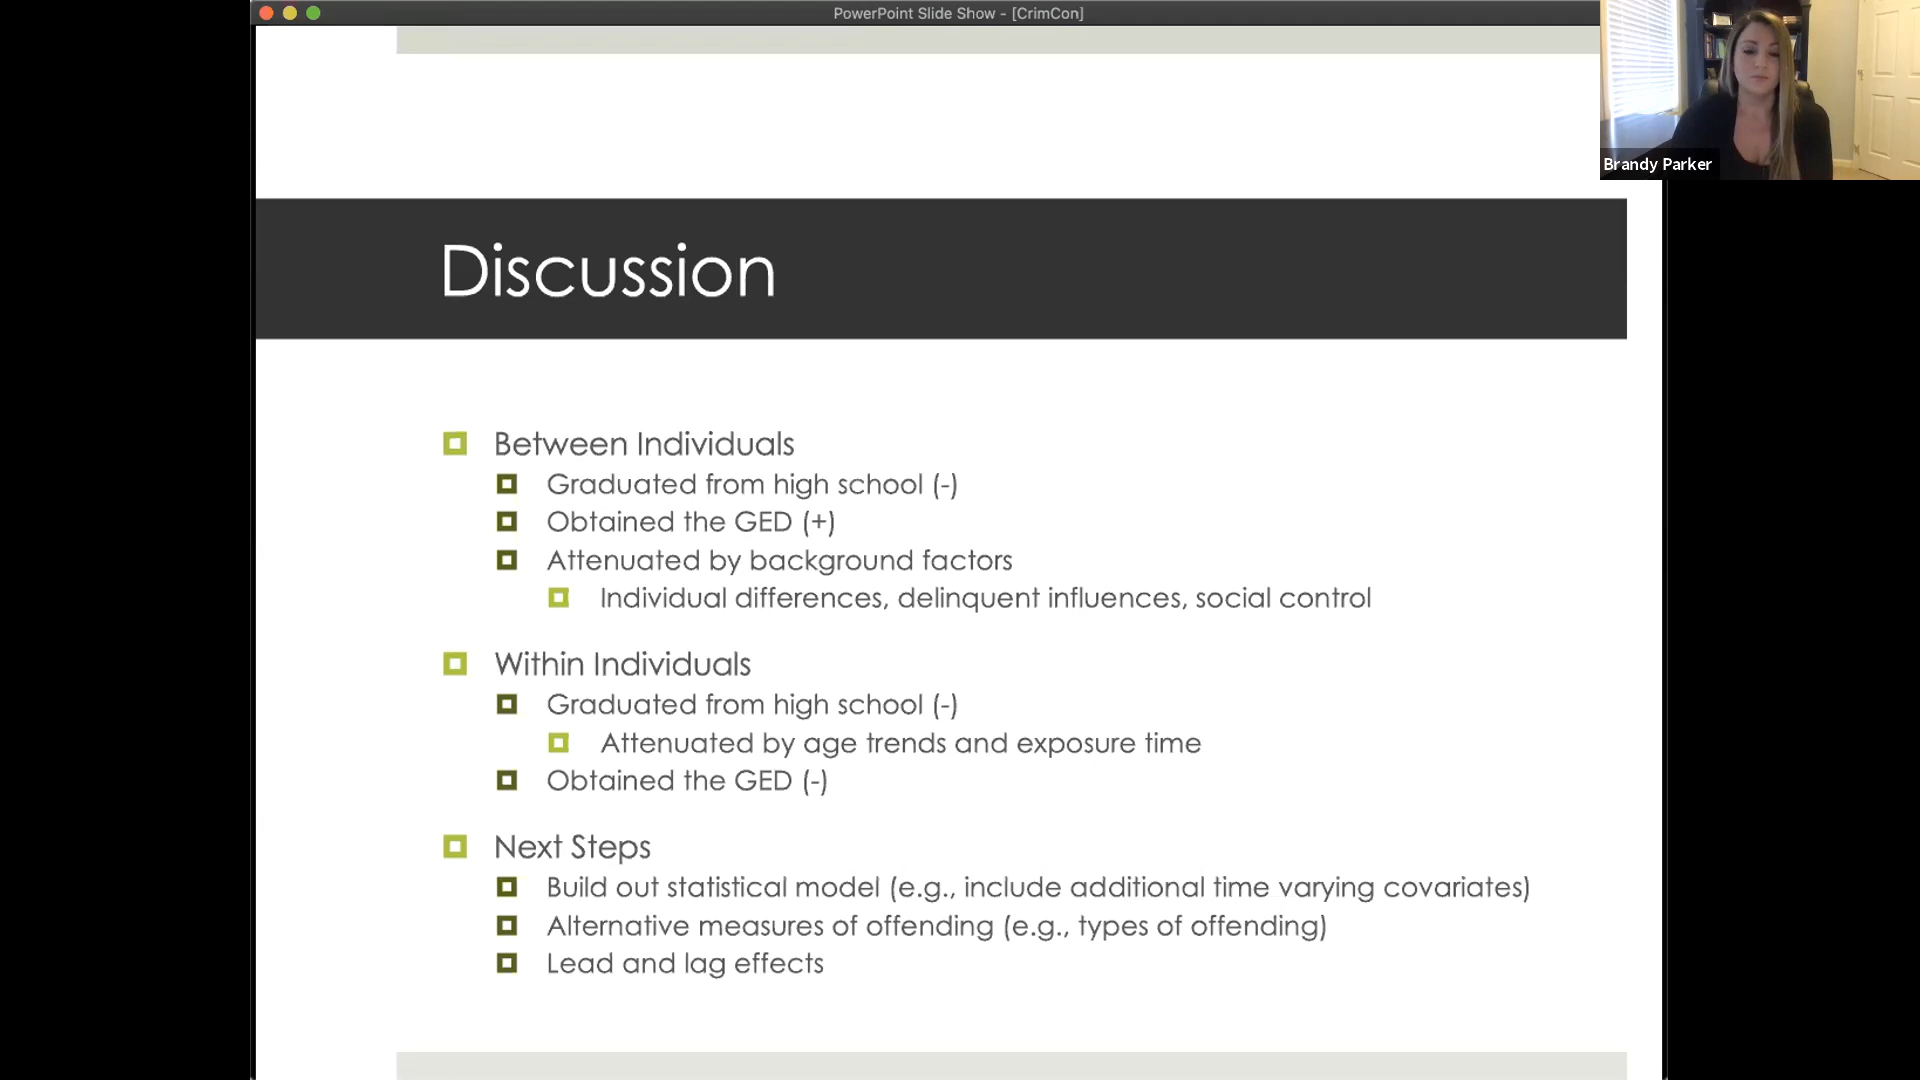 PowerPoint Slide Show - [CrimCon]
Brandy Parker
Discussion
Between Individuals
Graduated from high school (-)
Obtained the GED (+)
Attenuated by background factors
Individual differences, delinquent influences, social control
Within Individuals
Graduated from high school (-)
Attenuated by age trends and exposure time
Obtained the GED (-)
Next Steps
Build out statistical model (e.g., include additional time varying covariates)
Alternative measures of offending (e.g., types of offending)
Lead and lag effects